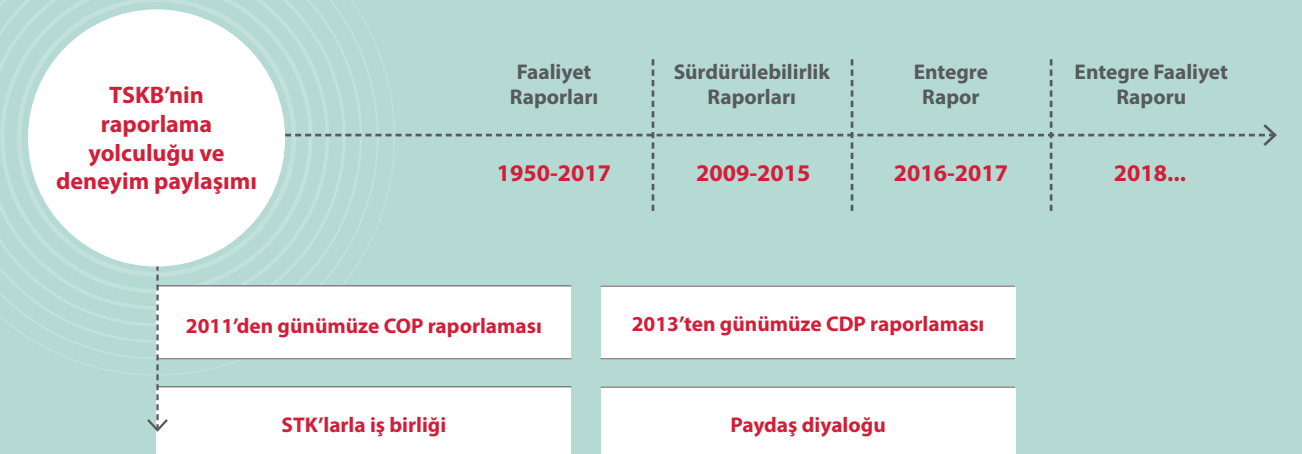 TSKB’nin
raporlama
yolculuğu ve
deneyim paylaşımı
Faaliyet
Raporları
1950-2017
Sürdürülebilirlik
Raporları
2009-2015
Entegre
Rapor
2016-2017
Entegre Faaliyet
Raporu
2018...
2011’den günümüze COP raporlaması
2013’ten günümüze CDP raporlaması
STK’larla iş birliği
Paydaş diyaloğu